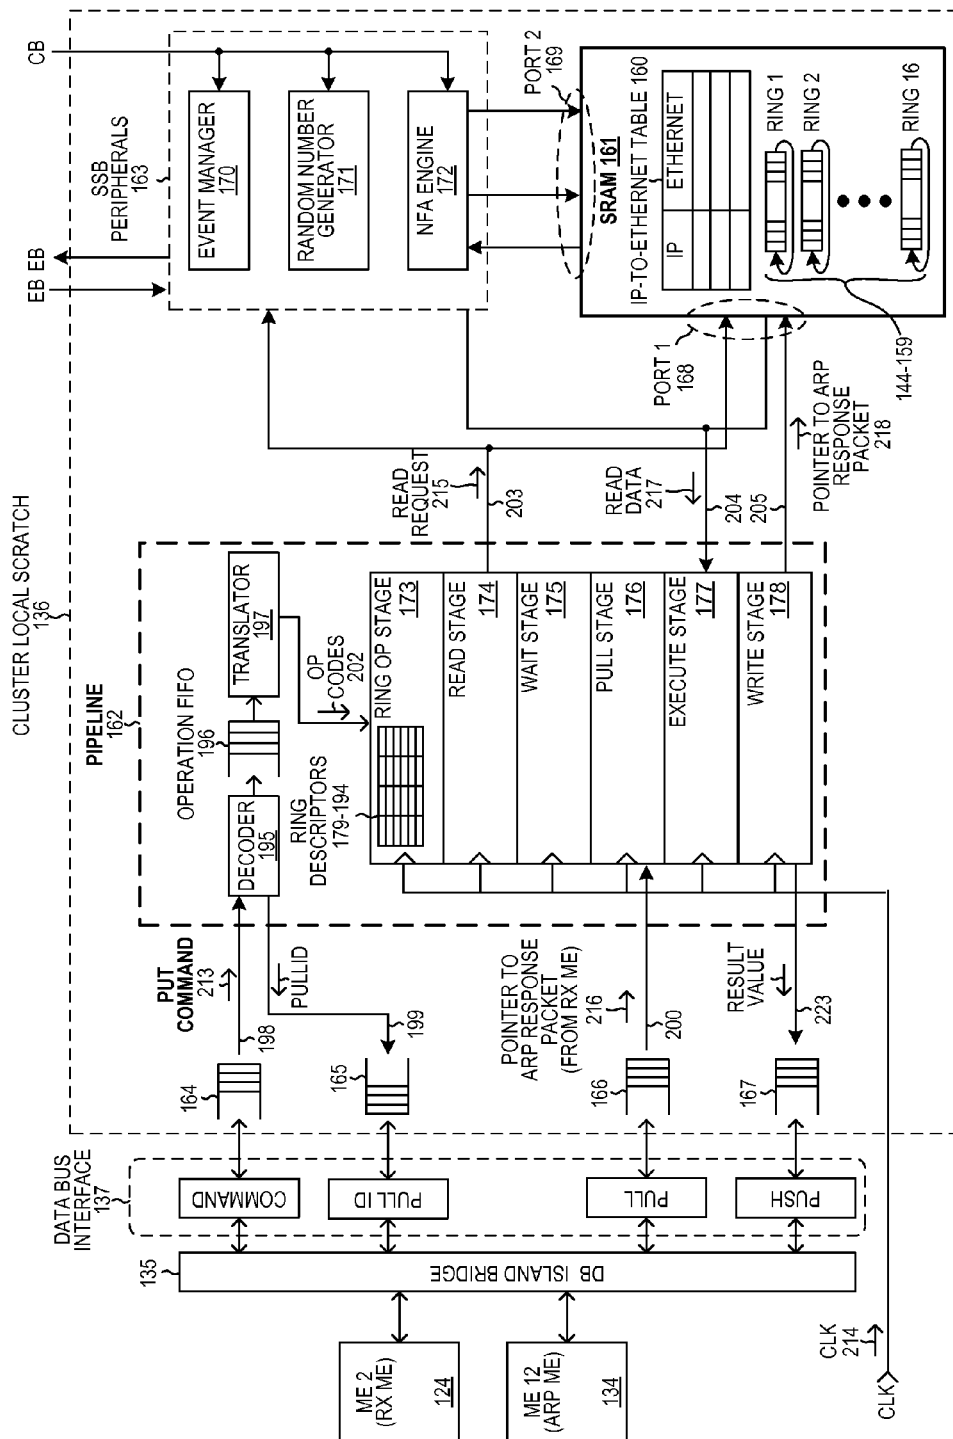 CLUSTER LOCAL SCRATCH
136
EB EB
CB
SSB
PERIPHERALS
163
EVENT MANAGER
170
RANDOM NUMBER
GENERATOR
171
NFA ENGINE
172
PORT 2
169
SRAM 161
IP-TO-ETHERNET TABLE 160
IP
ETHERNET
RING 1
RING 2
RING 16
144-159
PORT 1
168
PIPELINE
162
OPERATION FIFO
196
TRANSLATOR
197
DECODER
195
OP
CODES
202
RING
DESCRIPTORS
179-194
RING OP STAGE
173
READ STAGE
174
WAIT STAGE
175
PULL STAGE
176
EXECUTE STAGE
177
WRITE STAGE
178
READ
REQUEST
215
203
READ
DATA
217
204
205
POINTER TO ARP
RESPONSE
PACKET
218
PUT
COMMAND
213
198
PULLID
199
164
165
POINTER TO
ARP RESPONSE
PACKET
(FROM RX ME)
216
200
166
RESULT
VALUE
223
167
DATA BUS
INTERFACE
137
COMMAND
PULL ID
PULL
PUSH
135
DB ISLAND BRIDGE
ME 2
(RX ME)
124
ME 12
(ARP ME)
134
CLK
214
CLK